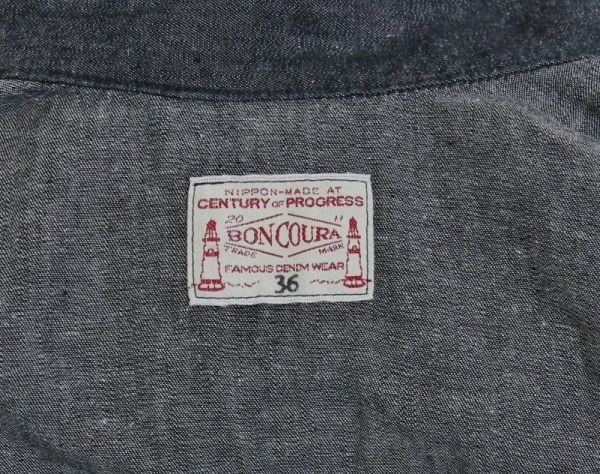 NIPPON-MADE AT
CENTURY OF PROGRESS
20 11
BONCOURA
TRADE MARK
FAMOUS DENIM WEAR
36